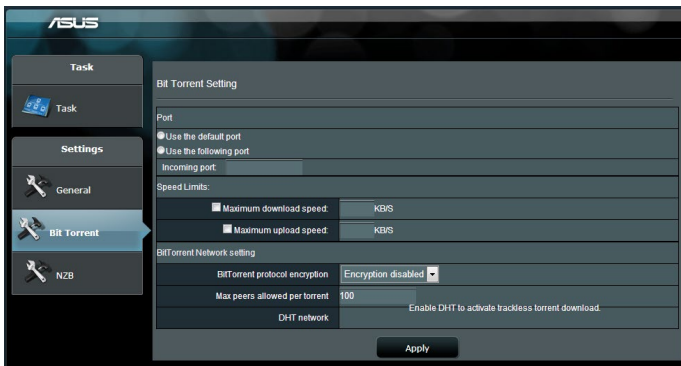 ASUS
Task
Task
Settings
General
Bit Torrent
NZB
Bit Torrent Setting
Port
Use the default port
Use the following port
Incoming port:
Speed Limits:
Maximum download speed: KB/S
Maximum upload speed: KB/S
BitTorrent Network setting
BitTorrent protocol encryption Encryption disabled
Max peers allowed per torrent 100
DHT network Enable DHT to activate trackless torrent download.
Apply